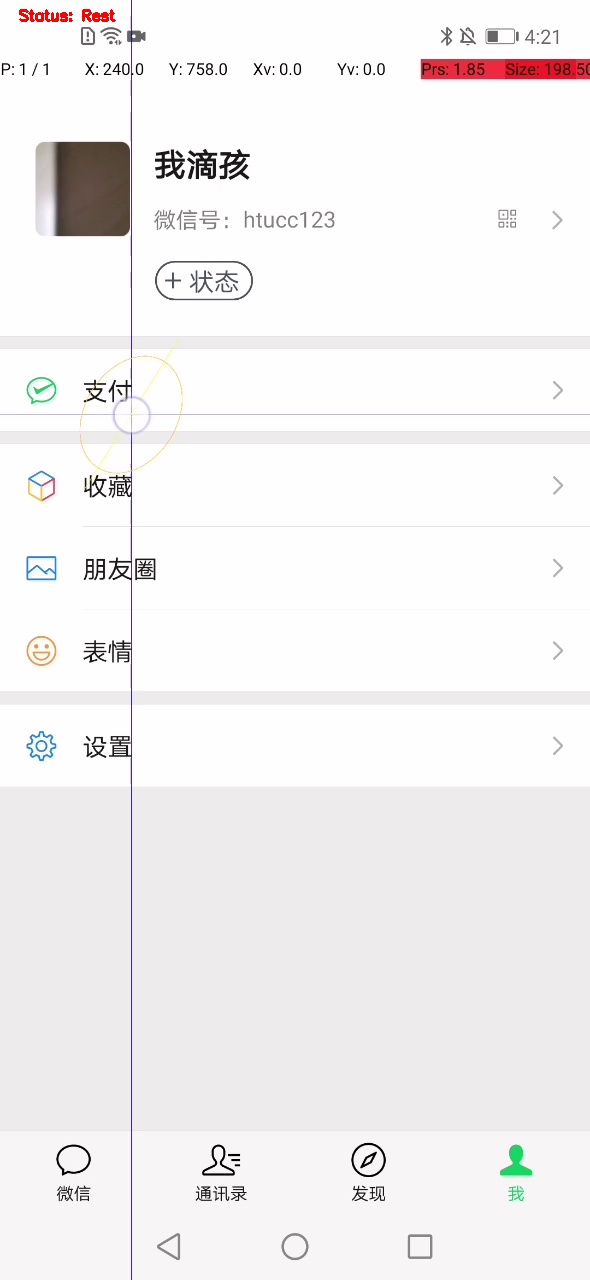 Status: Rest
4:21
P: 1 / 1 X: 240.0 Y: 758.0 Xv: 0.0 Yv: 0.0 Prs: 1.85 Size: 198.50
我滴孩
微信号：htucc123
+ 状态
支付
收藏
朋友圈
表情
设置
微信 通讯录 发现 我